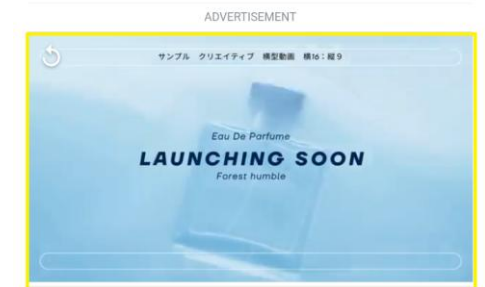 ADVERTISEMENT
サンプル クリエイティブ 横型動画 横16:縦9
Eau De Parfume
LAUNCHING SOON
Forest humble